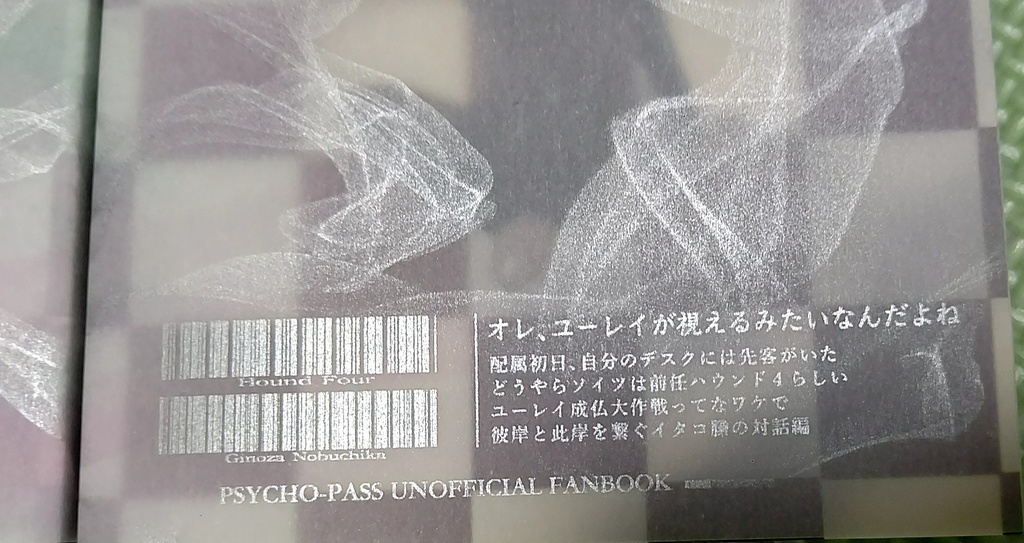 Hound Four
Ginoza Nobuchika
オレ、ユーレイが視えるみたいなんだよね
配属初日、自分のデスクには先客がいた
どうやらソイツは前任ハウンド4らしい
ユーレイ成仏大作戦ってなワケで
彼岸と此岸を繋ぐイタコ縢の対話編
PSYCHO-PASS UNOFFICIAL FANBOOK